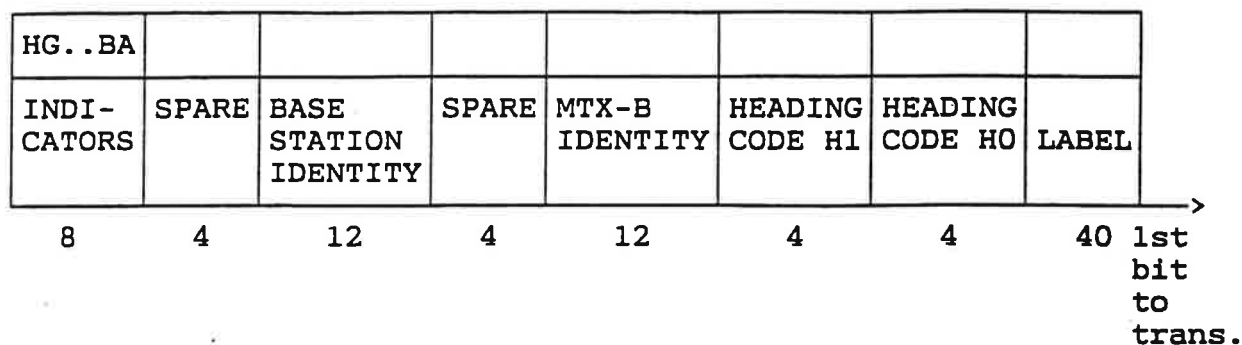 HG..BA
INDI- SPARE BASE SPARE MTX-B HEADING HEADING
CATORS STATION IDENTITY CODE H1 CODE H0 LABEL
IDENTITY
8 4 12 4 12 4 4 40 1st
bit
to
trans.